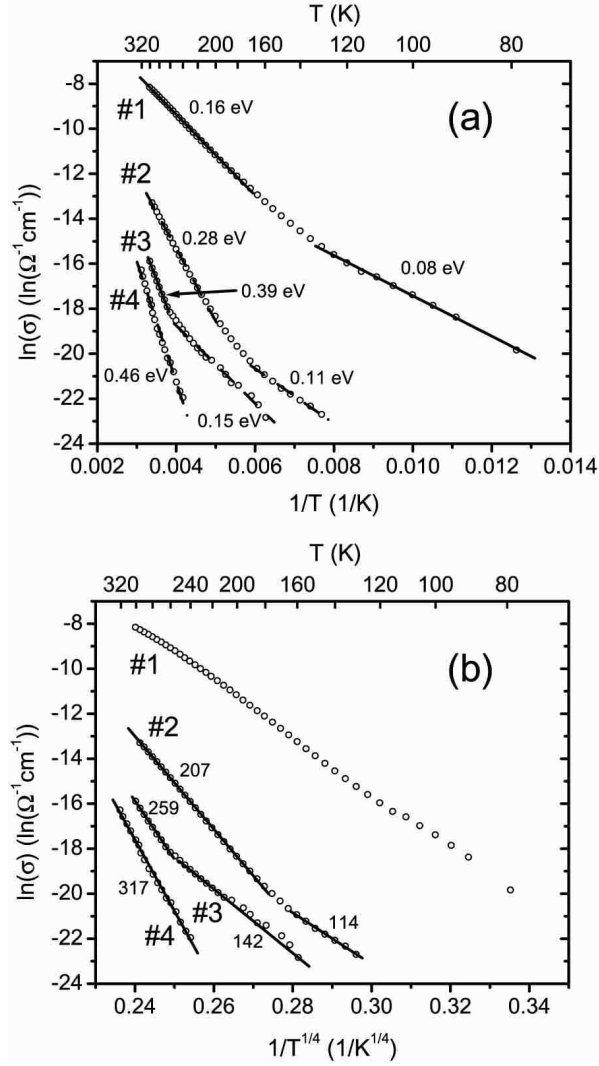 T (K)
320 240 200 160 120 100 80
-8
-10
-12
-14
-16
-18
-20
-22
-24
ln(σ) (ln(Ω⁻¹cm⁻¹))
(a)
#1
0.16 eV
#2
0.28 eV
#3
0.39 eV
#4
0.46 eV
0.08 eV
0.11 eV
0.15 eV
0.002 0.004 0.006 0.008 0.010 0.012 0.014
1/T (1/K)
T (K)
320 240 200 160 120 100 80
-8
-10
-12
-14
-16
-18
-20
-22
-24
ln(σ) (ln(Ω⁻¹cm⁻¹))
(b)
#1
#2
207
259
317
#3
#4
142
114
0.24 0.26 0.28 0.30 0.32 0.34
1/T^1/4 (1/K^1/4)